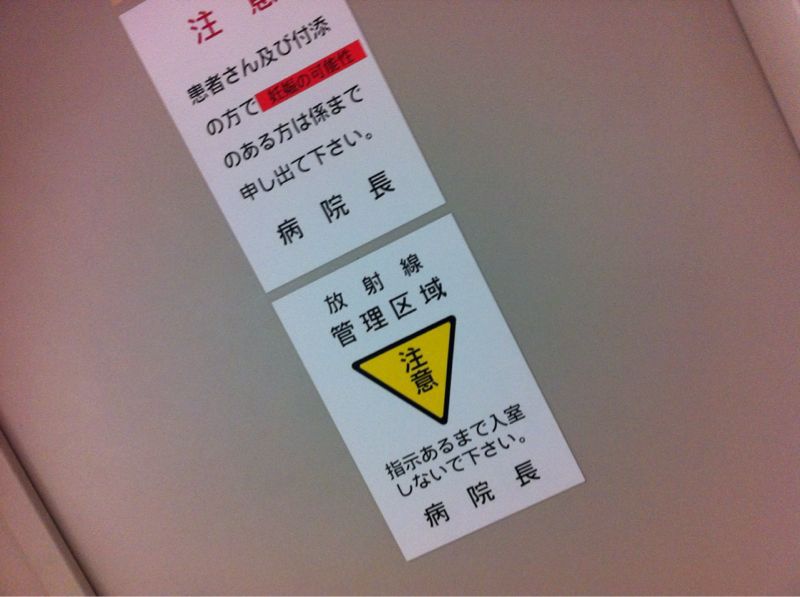 注意
患者さん及び付添
の方で妊娠の可能性
のある方は係まで
申し出て下さい。
病院長
放射線
管理区域
注意
指示あるまで入室
しないで下さい。
病院長